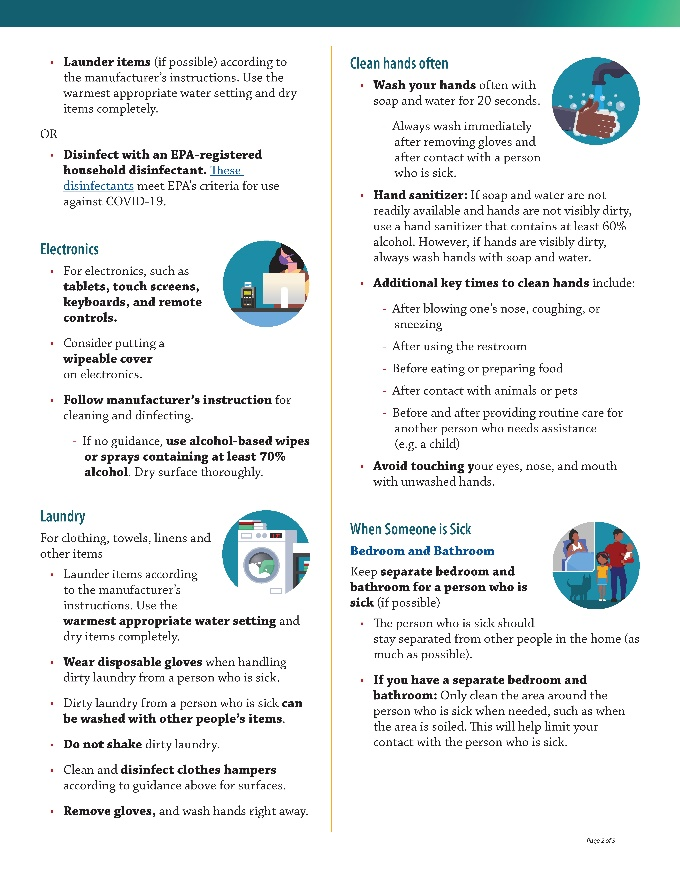 • Launder items (if possible) according to
the manufacturer's instructions. Use the
warmest appropriate water setting and dry
items completely.
OR
• Disinfect with an EPA-registered
household disinfectant. These
disinfectants meet EPA's criteria for use
against COVID-19.
Electronics
• For electronics, such as
tablets, touch screens,
keyboards, and remote
controls.
• Consider putting a
wipeable cover
on electronics.
• Follow manufacturer's instruction for
cleaning and dinfecting.
- If no guidance, use alcohol-based wipes
or sprays containing at least 70%
alcohol. Dry surface thoroughly.
Laundry
For clothing, towels, linens and
other items
• Launder items according
to the manufacturer's
instructions. Use the
warmest appropriate water setting and
dry items completely.
• Wear disposable gloves when handling
dirty laundry from a person who is sick.
• Dirty laundry from a person who is sick can
be washed with other people's items.
• Do not shake dirty laundry.
• Clean and disinfect clothes hampers
according to guidance above for surfaces.
• Remove gloves, and wash hands right away.
Clean hands often
• Wash your hands often with
soap and water for 20 seconds.
Always wash immediately
after removing gloves and
after contact with a person
who is sick.
• Hand sanitizer: If soap and water are not
readily available and hands are not visibly dirty,
use a hand sanitizer that contains at least 60%
alcohol. However, if hands are visibly dirty,
always wash hands with soap and water.
• Additional key times to clean hands include:
- After blowing one's nose, coughing, or
sneezing
- After using the restroom
- Before eating or preparing food
- After contact with animals or pets
- Before and after providing routine care for
another person who needs assistance
(e.g. a child)
• Avoid touching your eyes, nose, and mouth
with unwashed hands.
When Someone is Sick
Bedroom and Bathroom
Keep separate bedroom and
bathroom for a person who is
sick (if possible)
• The person who is sick should
stay separated from other people in the home (as
much as possible).
• If you have a separate bedroom and
bathroom: Only clean the area around the
person who is sick when needed, such as when
the area is soiled. This will help limit your
contact with the person who is sick.
Page 2 of 3